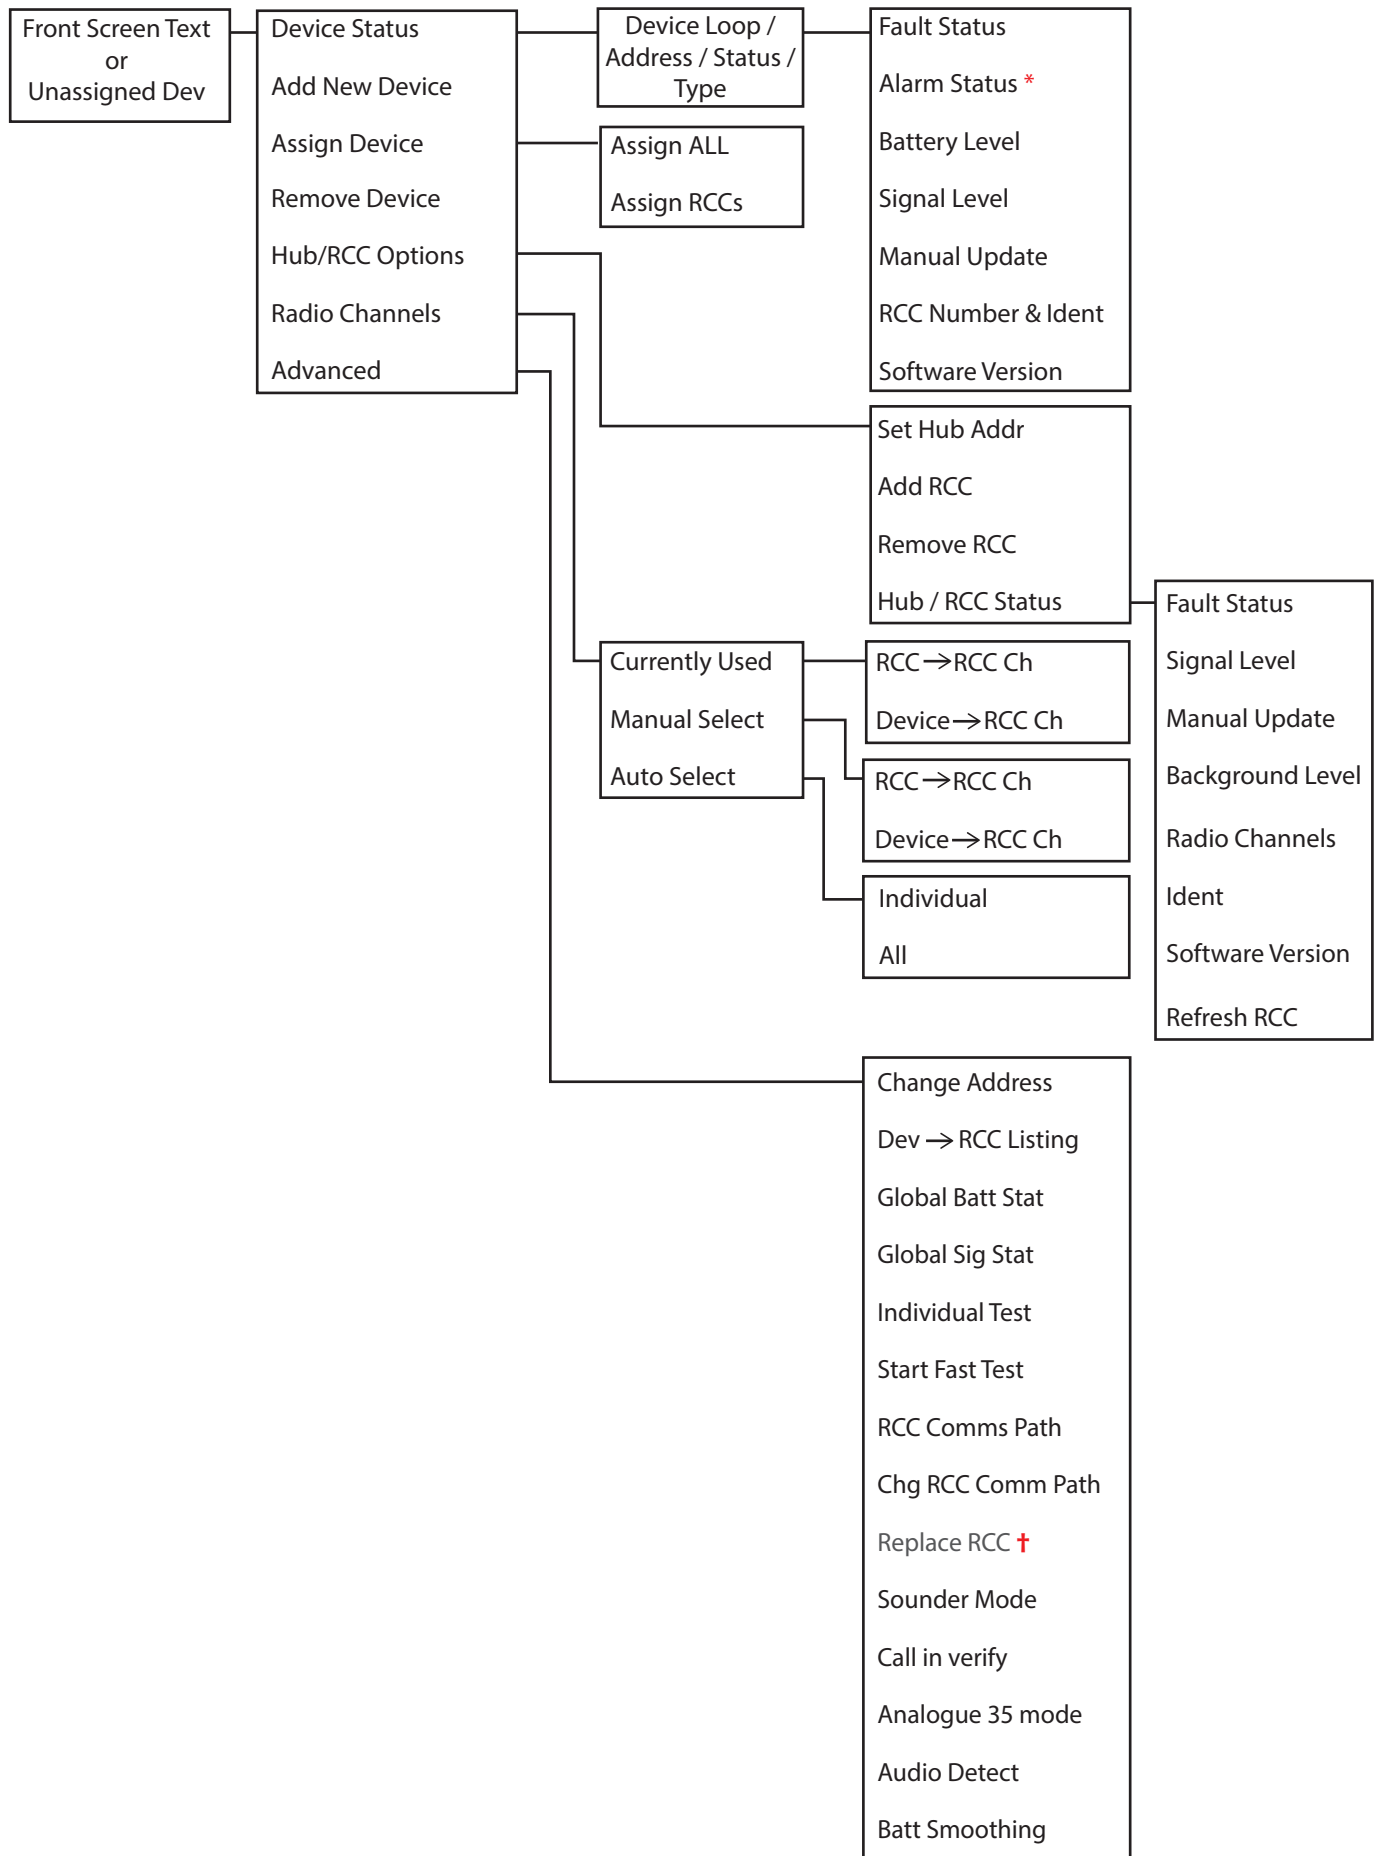 Front Screen Text
or
Unassigned Dev
Device Status
Add New Device
Assign Device
Remove Device
Hub/RCC Options
Radio Channels
Advanced
Device Loop /
Address / Status /
Type
Assign ALL
Assign RCCs
Fault Status
Alarm Status *
Battery Level
Signal Level
Manual Update
RCC Number & Ident
Software Version
Set Hub Addr
Add RCC
Remove RCC
Hub / RCC Status
Fault Status
Signal Level
Manual Update
Background Level
Radio Channels
Ident
Software Version
Refresh RCC
Currently Used
Manual Select
Auto Select
RCC → RCC Ch
Device → RCC Ch
RCC → RCC Ch
Device → RCC Ch
Individual
All
Change Address
Dev → RCC Listing
Global Batt Stat
Global Sig Stat
Individual Test
Start Fast Test
RCC Comms Path
Chg RCC Comm Path
Replace RCC †
Sounder Mode
Call in verify
Analogue 35 mode
Audio Detect
Batt Smoothing